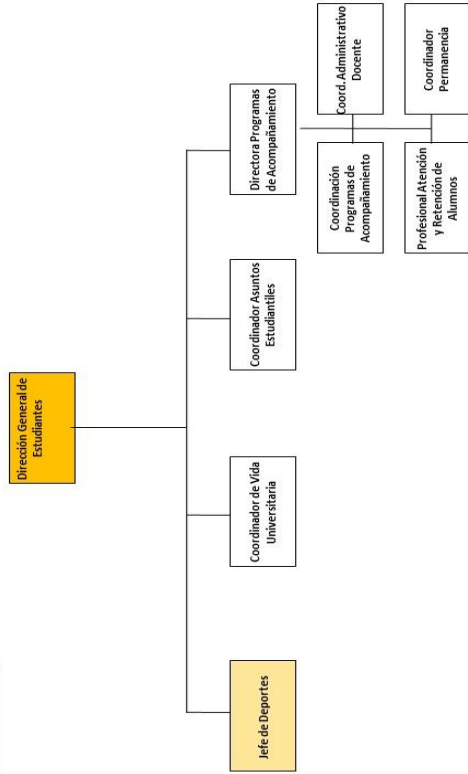 Dirección General de
Estudiantes
Jefe de Deportes
Coordinador de Vida
Universitaria
Coordinador Asuntos
Estudiantiles
Directora Programas
de Acompañamiento
Coordinación
Programas de
Acompañamiento
Coord. Administrativo
Docente
Profesional Atención
y Retención de
Alumnos
Coordinador
Permanencia